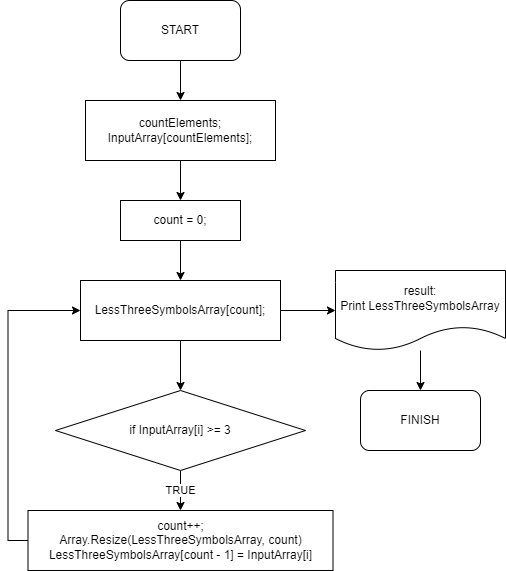 START
countElements;
InputArray[countElements];
count = 0;
LessThreeSymbolsArray[count];
result:
Print LessThreeSymbolsArray
if InputArray[i] >= 3
FINISH
TRUE
count++;
Array.Resize(LessThreeSymbolsArray, count)
LessThreeSymbolsArray[count - 1] = InputArray[i]